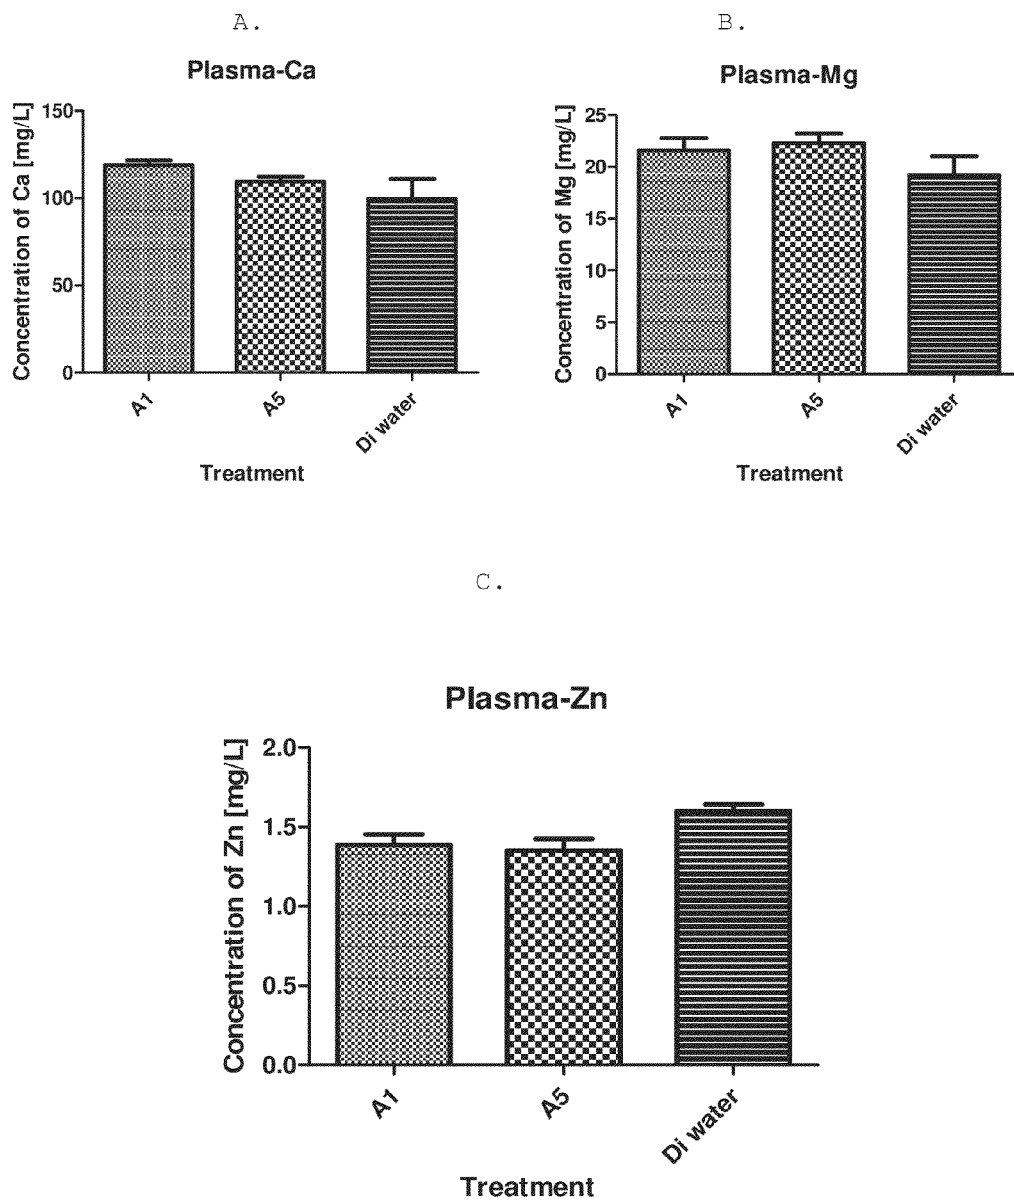 A.
Plasma-Ca
Concentration of Ca [mg/L]
150
100
50
0
A1
A5
Di water
Treatment
B.
Plasma-Mg
Concentration of Mg [mg/L]
25
20
15
10
5
0
A1
A5
Di water
Treatment
C.
Plasma-Zn
Concentration of Zn [mg/L]
2.0
1.5
1.0
0.5
0.0
A1
A5
Di water
Treatment